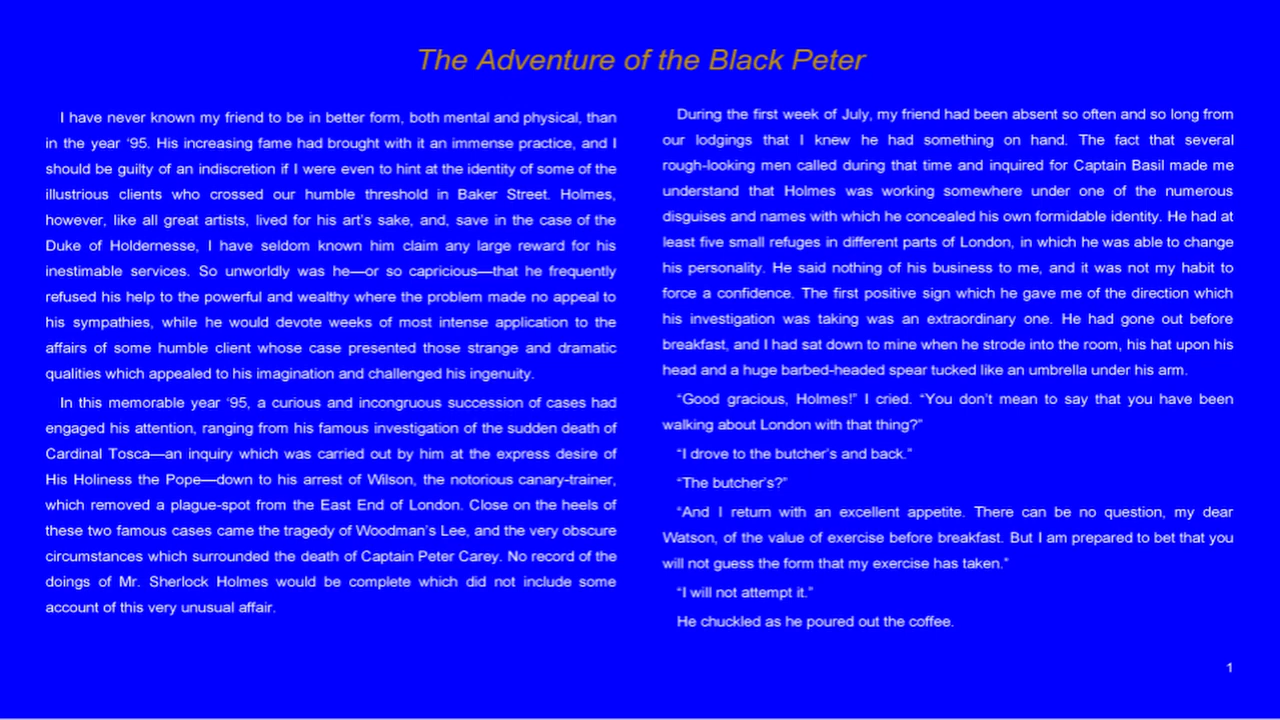 The Adventure of the Black Peter
I have never known my friend to be in better form, both mental and physical, than
in the year ‘95. His increasing fame had brought with it an immense practice, and I
should be guilty of an indiscretion if I were even to hint at the identity of some of the
illustrious clients who crossed our humble threshold in Baker Street. Holmes,
however, like all great artists, lived for his art’s sake, and, save in the case of the
Duke of Holdernesse, I have seldom known him claim any large reward for his
inestimable services. So unworldly was he—or so capricious—that he frequently
refused his help to the powerful and wealthy where the problem made no appeal to
his sympathies, while he would devote weeks of most intense application to the
affairs of some humble client whose case presented those strange and dramatic
qualities which appealed to his imagination and challenged his ingenuity.
In this memorable year ‘95, a curious and incongruous succession of cases had
engaged his attention, ranging from his famous investigation of the sudden death of
Cardinal Tosca—an inquiry which was carried out by him at the express desire of
His Holiness the Pope—down to his arrest of Wilson, the notorious canary-trainer,
which removed a plague-spot from the East End of London. Close on the heels of
these two famous cases came the tragedy of Woodman’s Lee, and the very obscure
circumstances which surrounded the death of Captain Peter Carey. No record of the
doings of Mr. Sherlock Holmes would be complete which did not include some
account of this very unusual affair.
During the first week of July, my friend had been absent so often and so long from
our lodgings that I knew he had something on hand. The fact that several
rough-looking men called during that time and inquired for Captain Basil made me
understand that Holmes was working somewhere under one of the numerous
disguises and names with which he concealed his own formidable identity. He had at
least five small refuges in different parts of London, in which he was able to change
his personality. He said nothing of his business to me, and it was not my habit to
force a confidence. The first positive sign which he gave me of the direction which
his investigation was taking was an extraordinary one. He had gone out before
breakfast, and I had sat down to mine when he strode into the room, his hat upon his
head and a huge barbed-headed spear tucked like an umbrella under his arm.
“Good gracious, Holmes!” I cried. “You don’t mean to say that you have been
walking about London with that thing?”
“I drove to the butcher’s and back.”
“The butcher’s?”
“And I return with an excellent appetite. There can be no question, my dear
Watson, of the value of exercise before breakfast. But I am prepared to bet that you
will not guess the form that my exercise has taken.”
“I will not attempt it.”
He chuckled as he poured out the coffee.
1